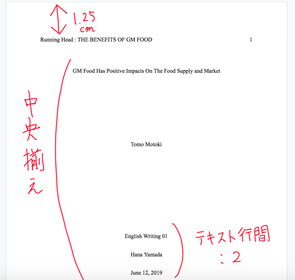 1.25
cm
Running Head : THE BENEFITS OF GM FOOD 1
GM Food Has Positive Impacts On The Food Supply and Market
中央揃え
Tomo Motoki
English Writing 01
テキスト行間
:2
Hana Yamada
June 12, 2019